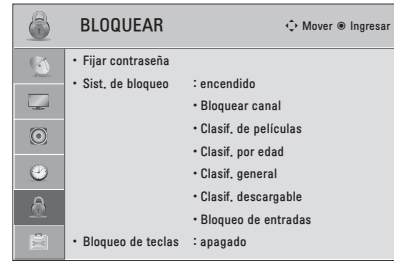 BLOQUEAR
Mover Ingresar
• Fijar contraseña
• Sist. de bloqueo : encendido
• Bloquear canal
• Clasif. de películas
• Clasif. por edad
• Clasif. general
• Clasif. descargable
• Bloqueo de entradas
• Bloqueo de teclas : apagado